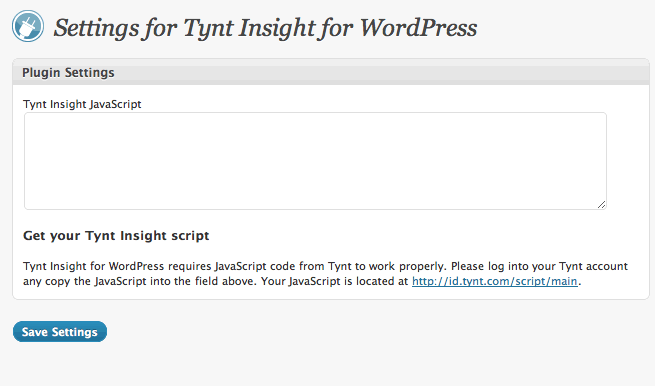 Settings for Tynt Insight for WordPress
Plugin Settings
Tynt Insight JavaScript
Get your Tynt Insight script
Tynt Insight for WordPress requires JavaScript code from Tynt to work properly. Please log into your Tynt account
any copy the JavaScript into the field above. Your JavaScript is located at http://id.tynt.com/script/main.
Save Settings